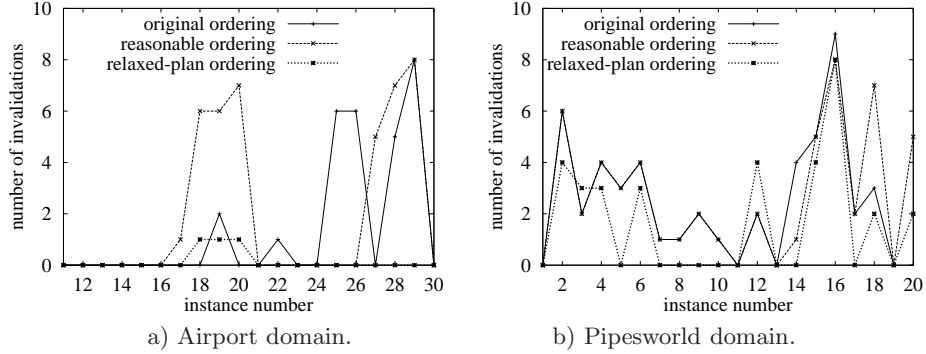 original ordering
reasonable ordering
relaxed-plan ordering
number of invalidations
10
8
6
4
2
0
12 14 16 18 20 22 24 26 28 30
instance number
a) Airport domain.
original ordering
reasonable ordering
relaxed-plan ordering
number of invalidations
10
8
6
4
2
0
2 4 6 8 10 12 14 16 18 20
instance number
b) Pipesworld domain.